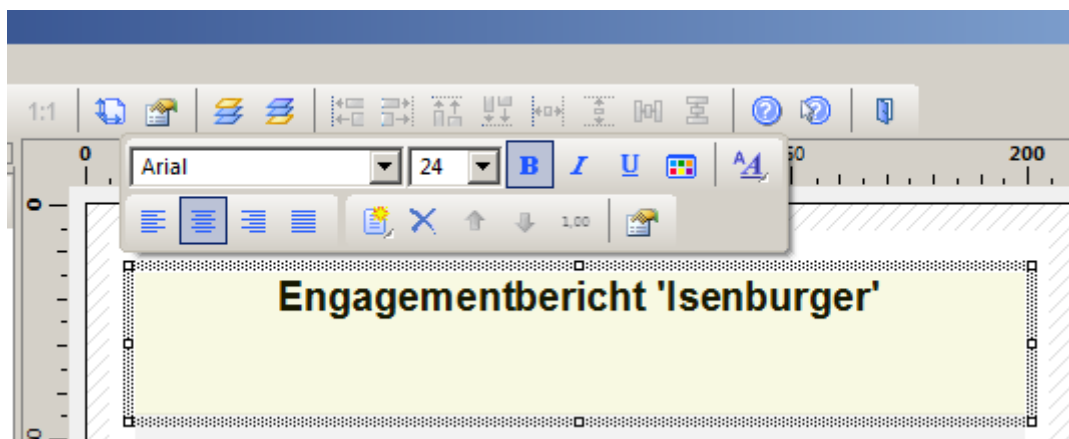 1:1
0 50 200
Arial 24 B I U A A
1,00
0
Engagementbericht 'Isenburger'